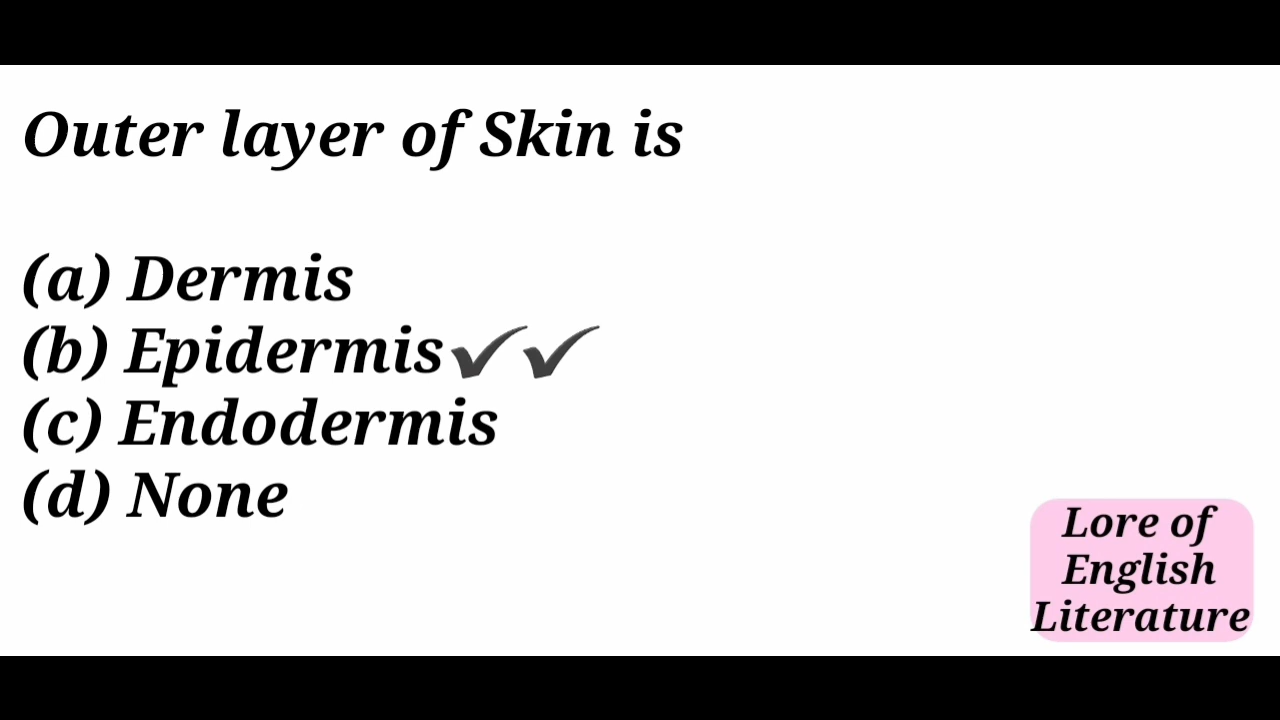 Outer layer of Skin is
(a) Dermis
(b) Epidermis✓✓
(c) Endodermis
(d) None
Lore of
English
Literature